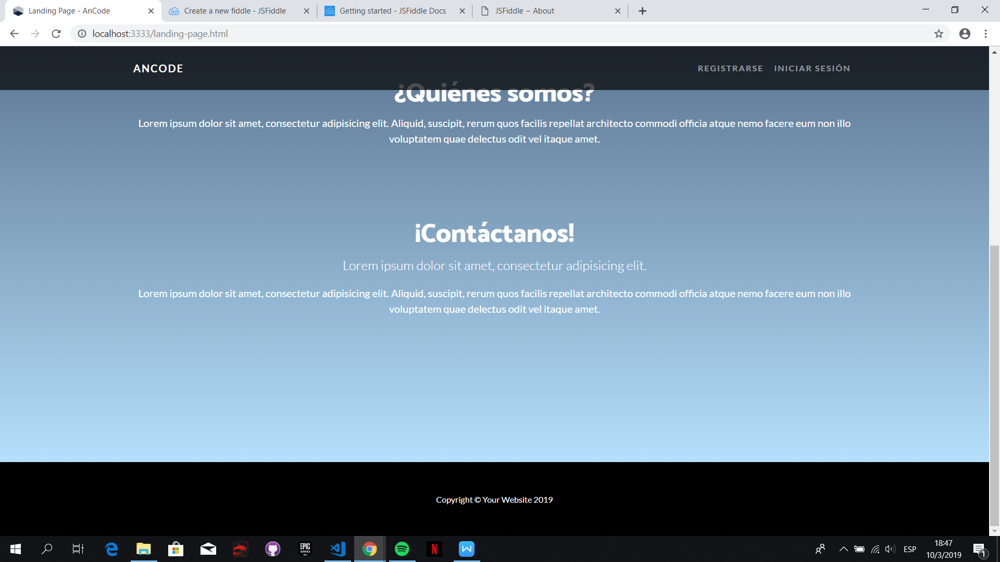 Landing Page - AnCode
Create a new fiddle - JSFiddle
Getting started - JSFiddle Docs
JSFiddle – About
localhost:3333/landing-page.html
ANCODE
REGISTRARSE
INICIAR SESIÓN
¿Quiénes somos?
Lorem ipsum dolor sit amet, consectetur adipisicing elit. Aliquid, suscipit, rerum quos facilis repellat architecto commodi officia atque nemo facere eum non illo
voluptatem quae delectus odit vel itaque amet.
¡Contáctanos!
Lorem ipsum dolor sit amet, consectetur adipisicing elit.
Lorem ipsum dolor sit amet, consectetur adipisicing elit. Aliquid, suscipit, rerum quos facilis repellat architecto commodi officia atque nemo facere eum non illo
voluptatem quae delectus odit vel itaque amet.
Copyright © Your Website 2019
EPIC
GAMES
N
W
ESP
18:47
10/3/2019
1